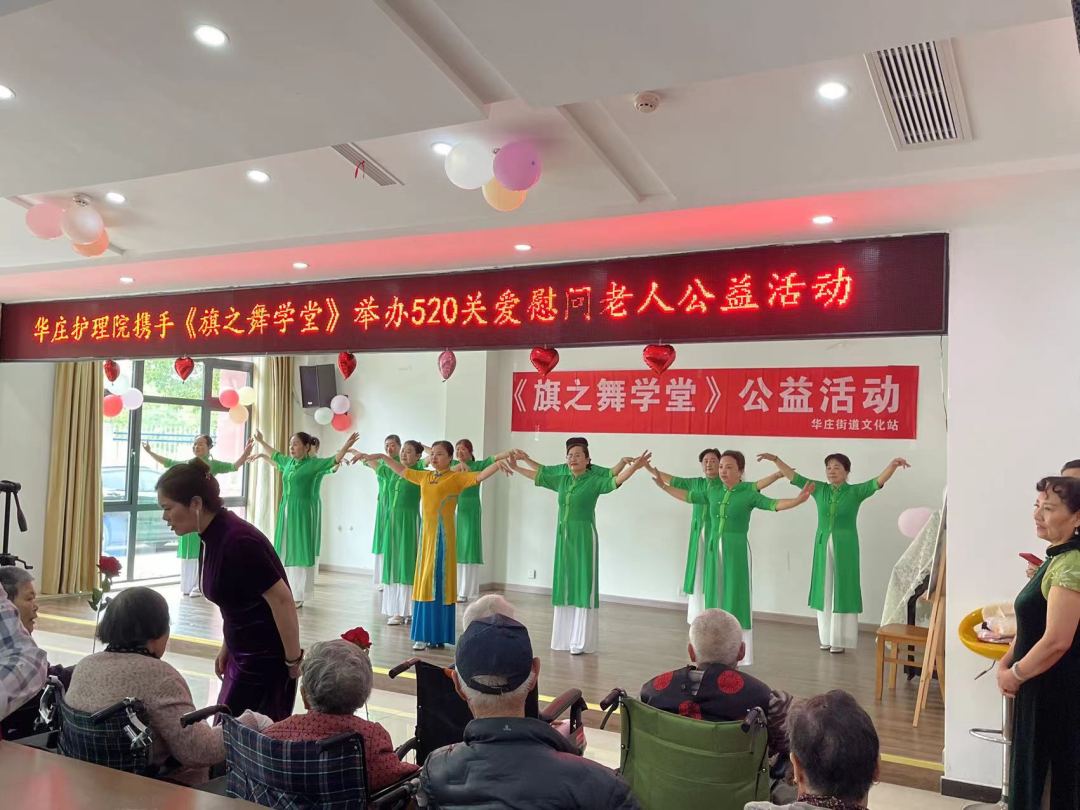 华庄护理院携手《旗之舞学堂》举办520关爱慰问老人公益活动
《旗之舞学堂》公益活动
华庄街道文化站